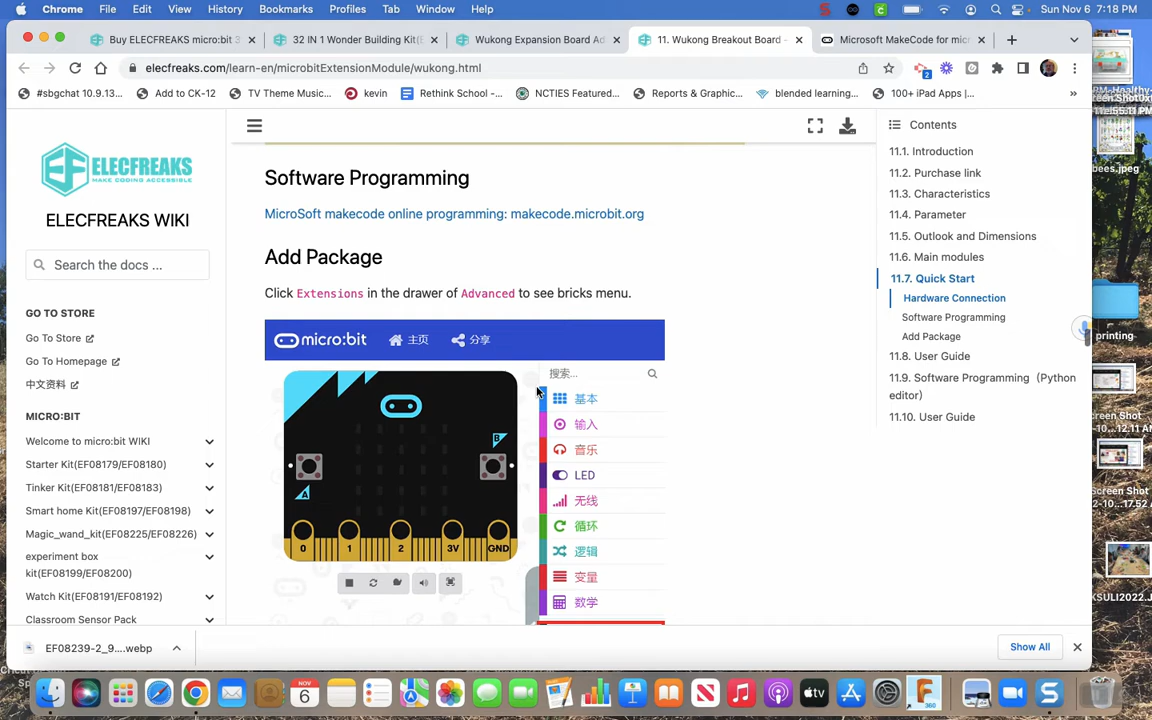 Chrome File Edit View History Bookmarks Profiles Tab Window Help
Sun Nov 6 7:18 PM
Buy ELECFREAKS micro:bit 3
32 IN 1 Wonder Building Kit(E
Wukong Expansion Board Ad
11. Wukong Breakout Board -
Microsoft MakeCode for micr
elecfreaks.com/learn-en/microbitExtensionModule/wukong.html
2
#sbgchat 10.9.13...
Add to CK-12
TV Theme Music...
kevin
Rethink School -...
NCTIES Featured...
Reports & Graphic...
blended learning...
100+ iPad Apps |...
»
ELECFREAKS
MAKE CODING ACCESSIBLE
ELECFREAKS WIKI
Search the docs ...
GO TO STORE
Go To Store
Go To Homepage
中文资料
MICRO:BIT
Welcome to micro:bit WIKI
Starter Kit(EF08179/EF08180)
Tinker Kit(EF08181/EF08183)
Smart home Kit(EF08197/EF08198)
Magic_wand_kit(EF08225/EF08226)
experiment box
kit(EF08199/EF08200)
Watch Kit(EF08191/EF08192)
Classroom Sensor Pack
Software Programming
MicroSoft makecode online programming: makecode.microbit.org
Add Package
Click Extensions in the drawer of Advanced to see bricks menu.
micro:bit 主页 分享
搜索...
基本
输入
音乐
LED
无线
循环
逻辑
变量
数学
A
B
0 1 2 3V GND
Contents
11.1. Introduction
11.2. Purchase link
11.3. Characteristics
11.4. Parameter
11.5. Outlook and Dimensions
11.6. Main modules
11.7. Quick Start
Hardware Connection
Software Programming
Add Package
11.8. User Guide
11.9. Software Programming （Python
editor）
11.10. User Guide
bees.jpeg
printing
Screen Shot
EF08239-2_9....webp
Show All
NOV
6
tv
F
360